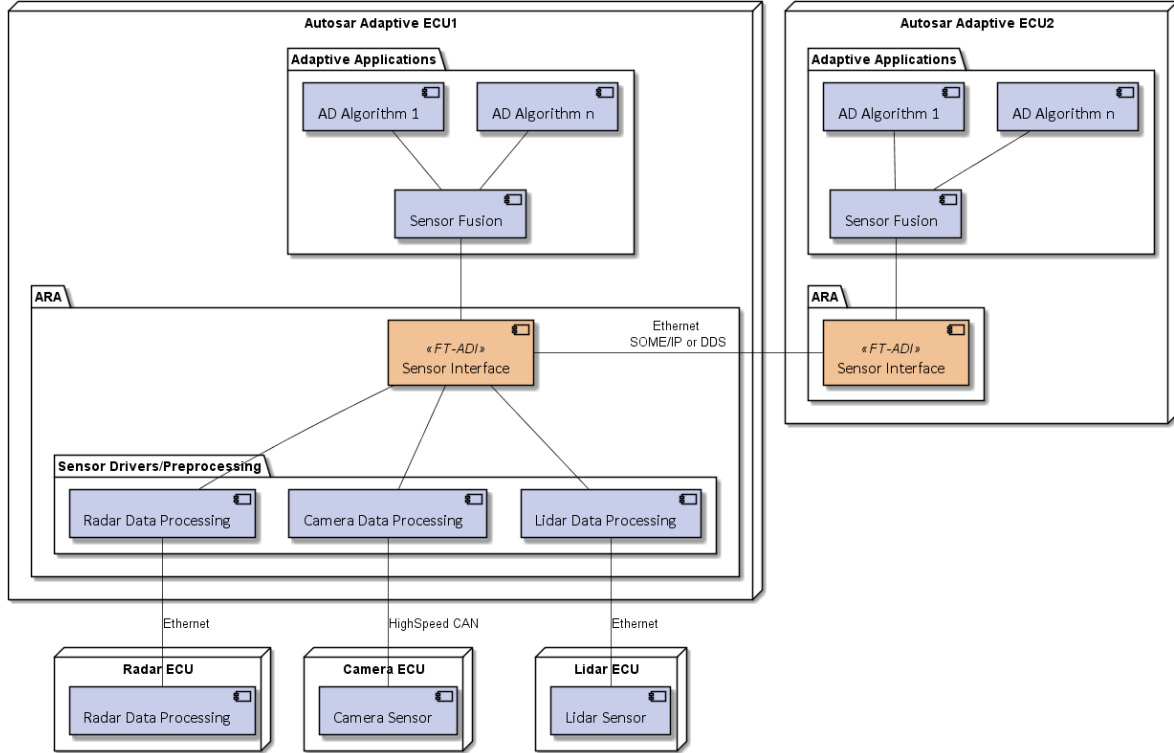 Autosar Adaptive ECU1
Adaptive Applications
AD Algorithm 1
AD Algorithm n
Sensor Fusion
ARA
«FT-ADI»
Sensor Interface
Sensor Drivers/Preprocessing
Radar Data Processing
Camera Data Processing
Lidar Data Processing
Ethernet
SOME/IP or DDS
Autosar Adaptive ECU2
Adaptive Applications
AD Algorithm 1
AD Algorithm n
Sensor Fusion
ARA
«FT-ADI»
Sensor Interface
Ethernet
HighSpeed CAN
Ethernet
Radar ECU
Radar Data Processing
Camera ECU
Camera Sensor
Lidar ECU
Lidar Sensor